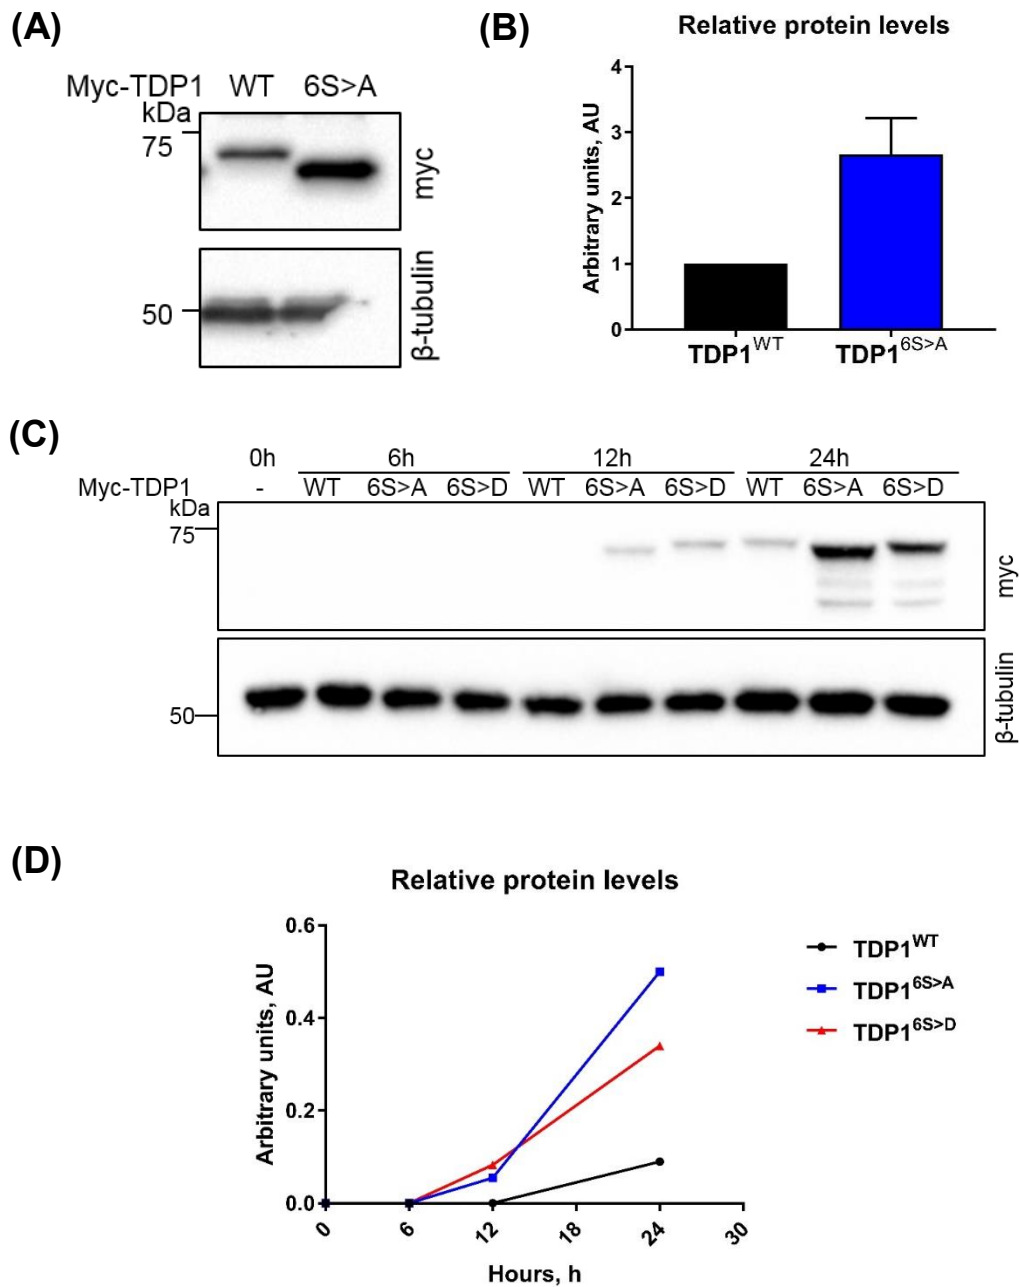 (A)
Myc-TDP1 WT 6S>A
kDa
75
myc
50
β-tubulin
(B)
Relative protein levels
Arbitrary units, AU
4
3
2
1
0
TDP1WT TDP16S>A
(C)
0h 6h 12h 24h
Myc-TDP1 - WT 6S>A 6S>D WT 6S>A 6S>D WT 6S>A 6S>D
kDa
75
myc
50
β-tubulin
(D)
Relative protein levels
Arbitrary units, AU
0.6
0.4
0.2
0.0
0 6 12 18 24 30
Hours, h
TDP1WT
TDP16S>A
TDP16S>D